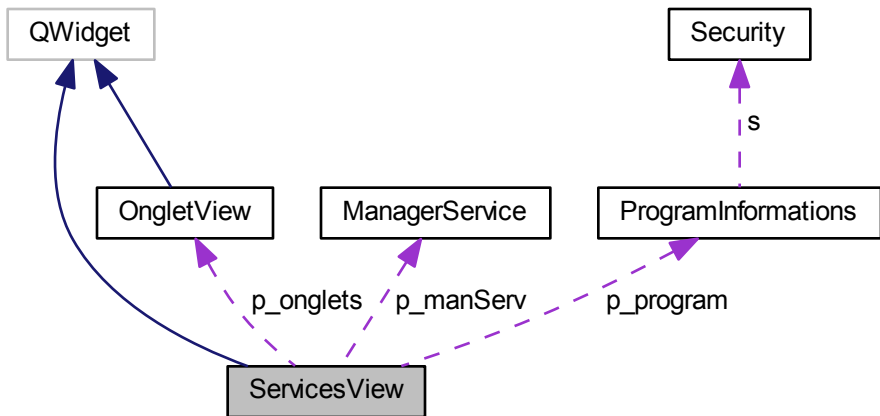 QWidget
Security
s
OngletView
ManagerService
ProgramInformations
p_onglets
p_manServ
p_program
ServicesView